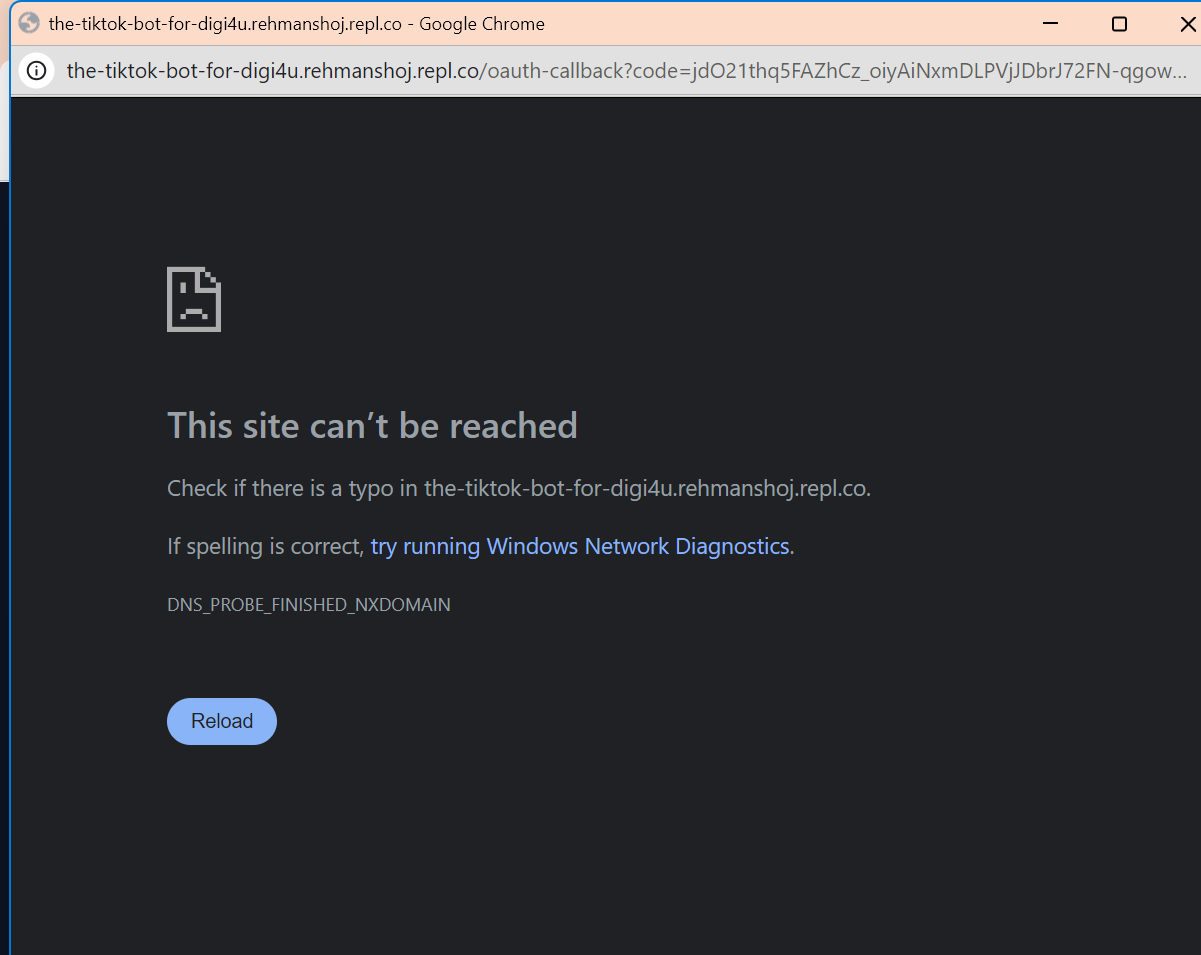 the-tiktok-bot-for-digi4u.rehmanshoj.repl.co - Google Chrome
the-tiktok-bot-for-digi4u.rehmanshoj.repl.co/oauth-callback?code=jdO21thq5FAZhCz_oiyAiNxmDLPVjJDbrJ72FN-qgow...
This site can’t be reached
Check if there is a typo in the-tiktok-bot-for-digi4u.rehmanshoj.repl.co.
If spelling is correct, try running Windows Network Diagnostics.
DNS_PROBE_FINISHED_NXDOMAIN
Reload